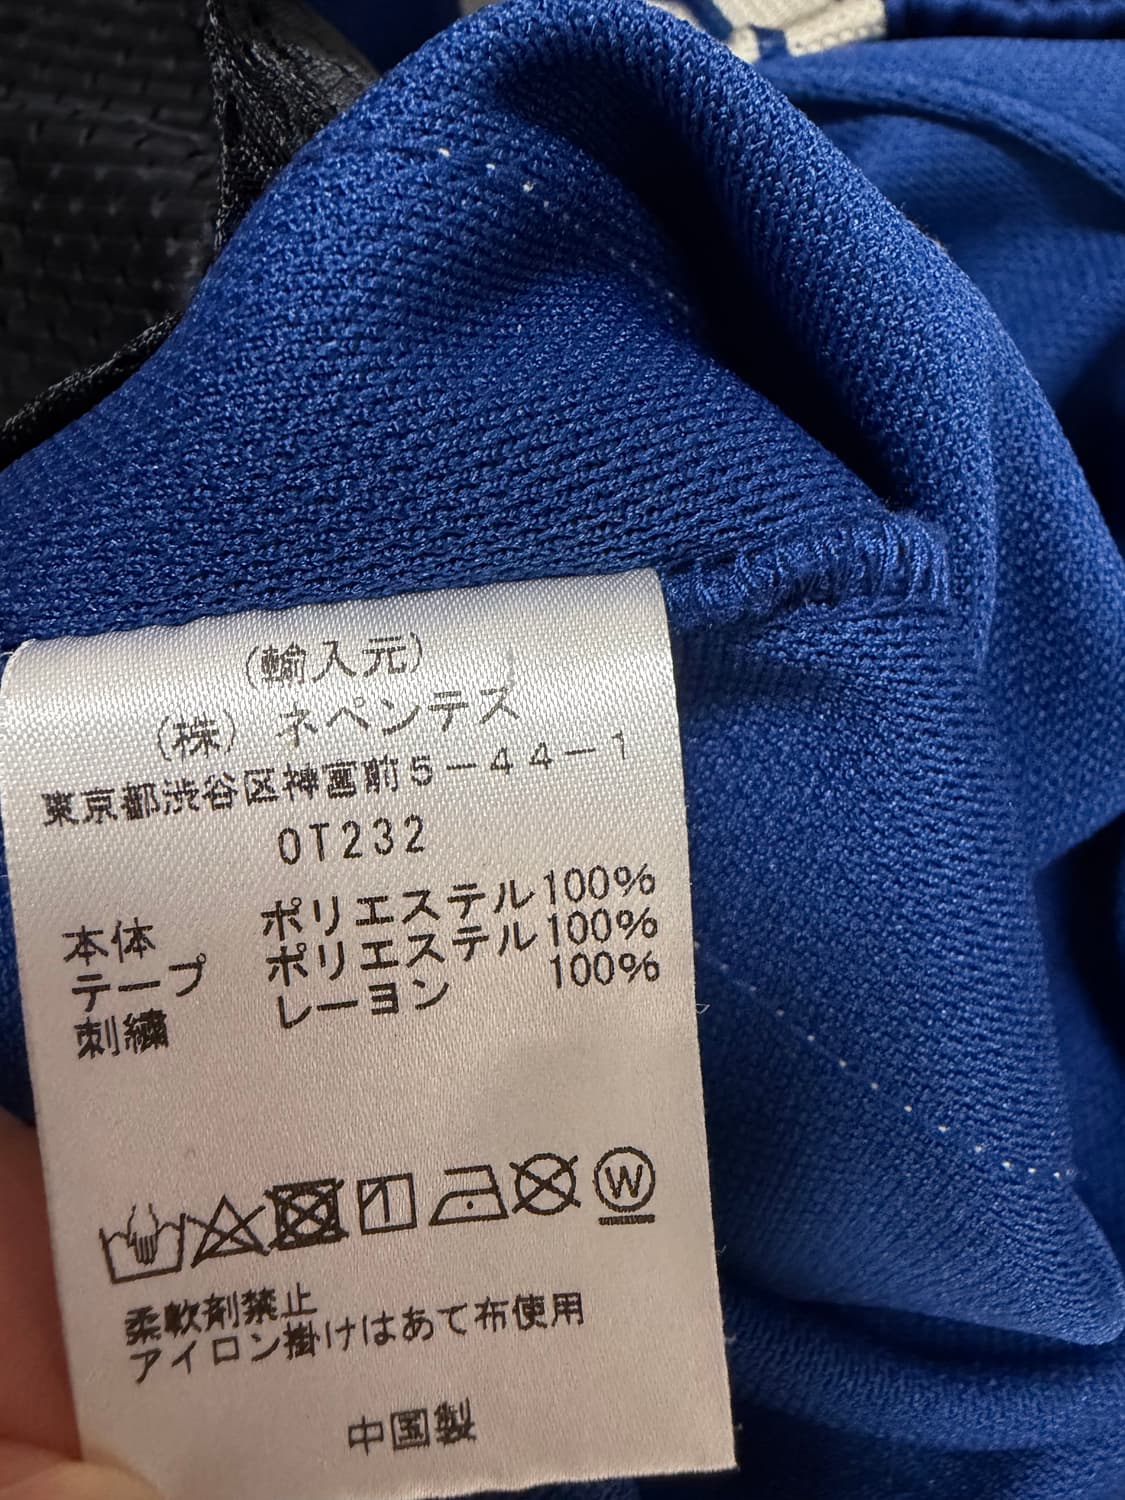 (輸入元)
(株) ネペンテス
東京都渋谷区神宮前5－44－1
OT232
本体 ポリエステル100%
テープ ポリエステル100%
刺繍 レーヨン 100%
W
柔軟剤禁止
アイロン掛けはあて布使用
中国製